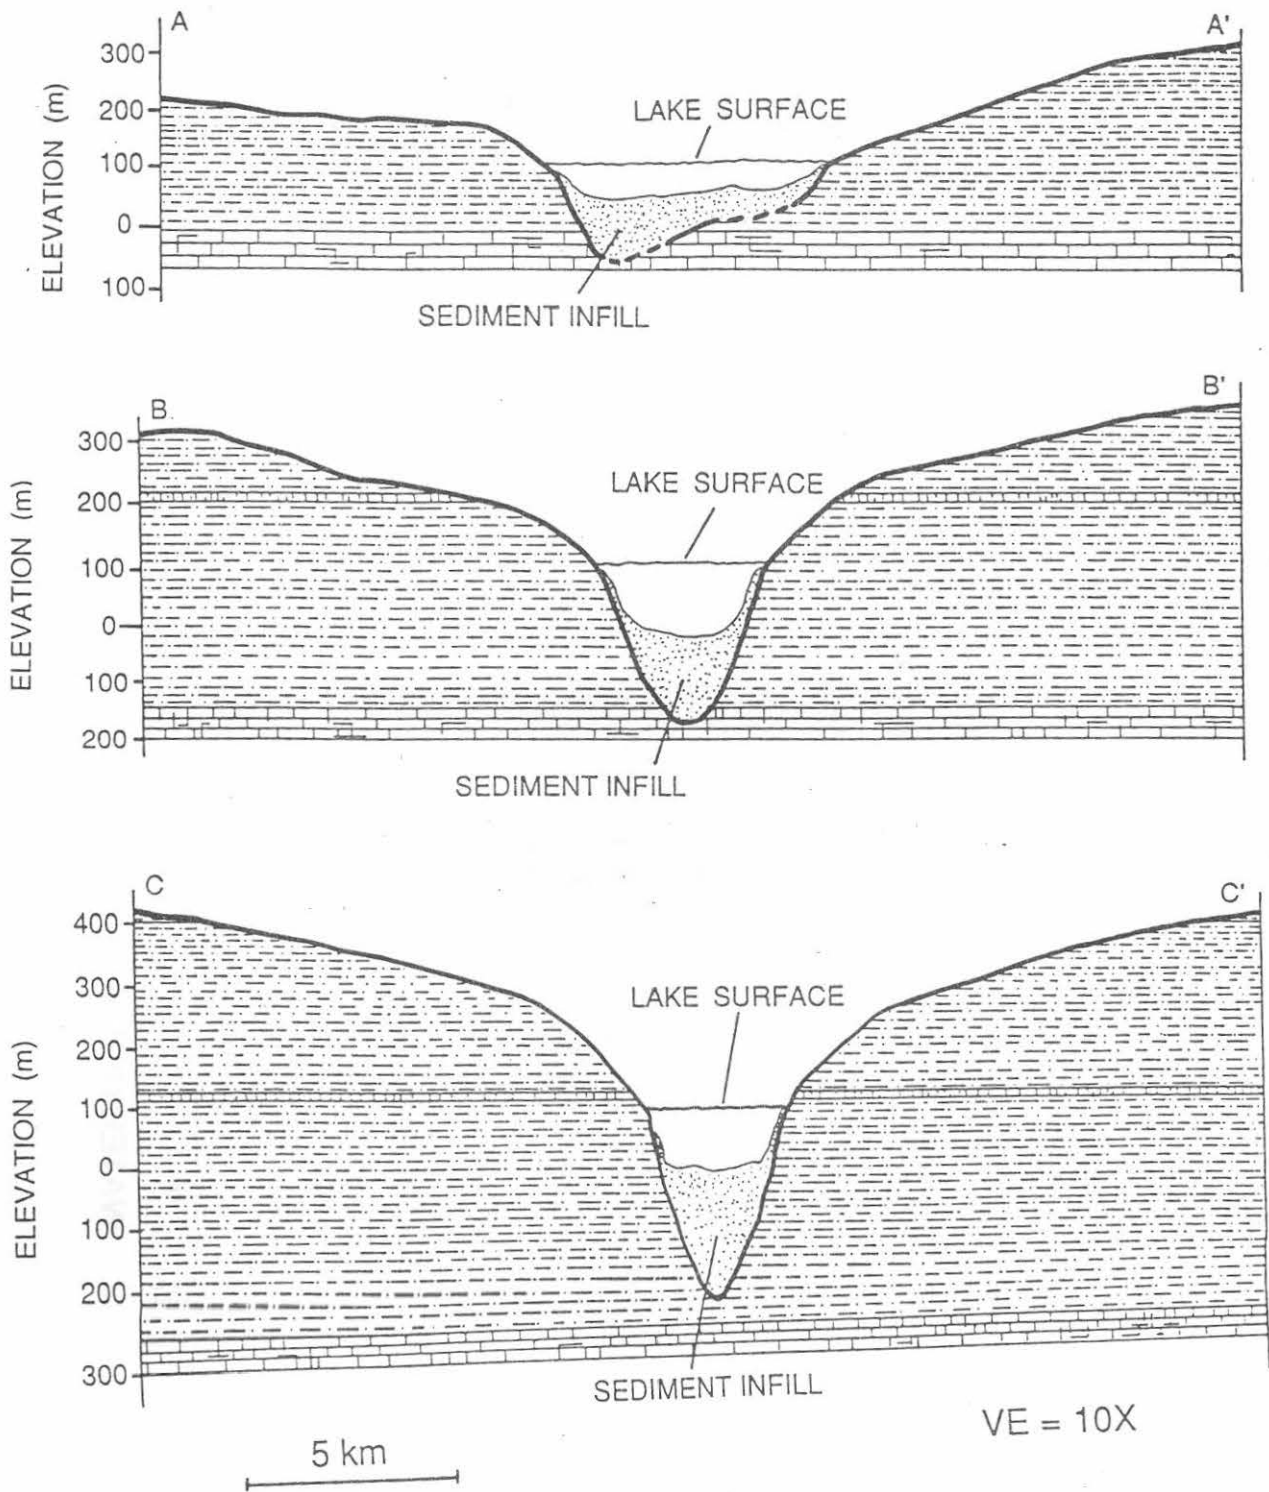 A
A'
300
200
100
0
100
ELEVATION (m)
LAKE SURFACE
SEDIMENT INFILL
B
B'
300
200
100
0
100
200
ELEVATION (m)
LAKE SURFACE
SEDIMENT INFILL
C
C'
400
300
200
100
0
100
200
300
ELEVATION (m)
LAKE SURFACE
SEDIMENT INFILL
VE = 10X
5 km